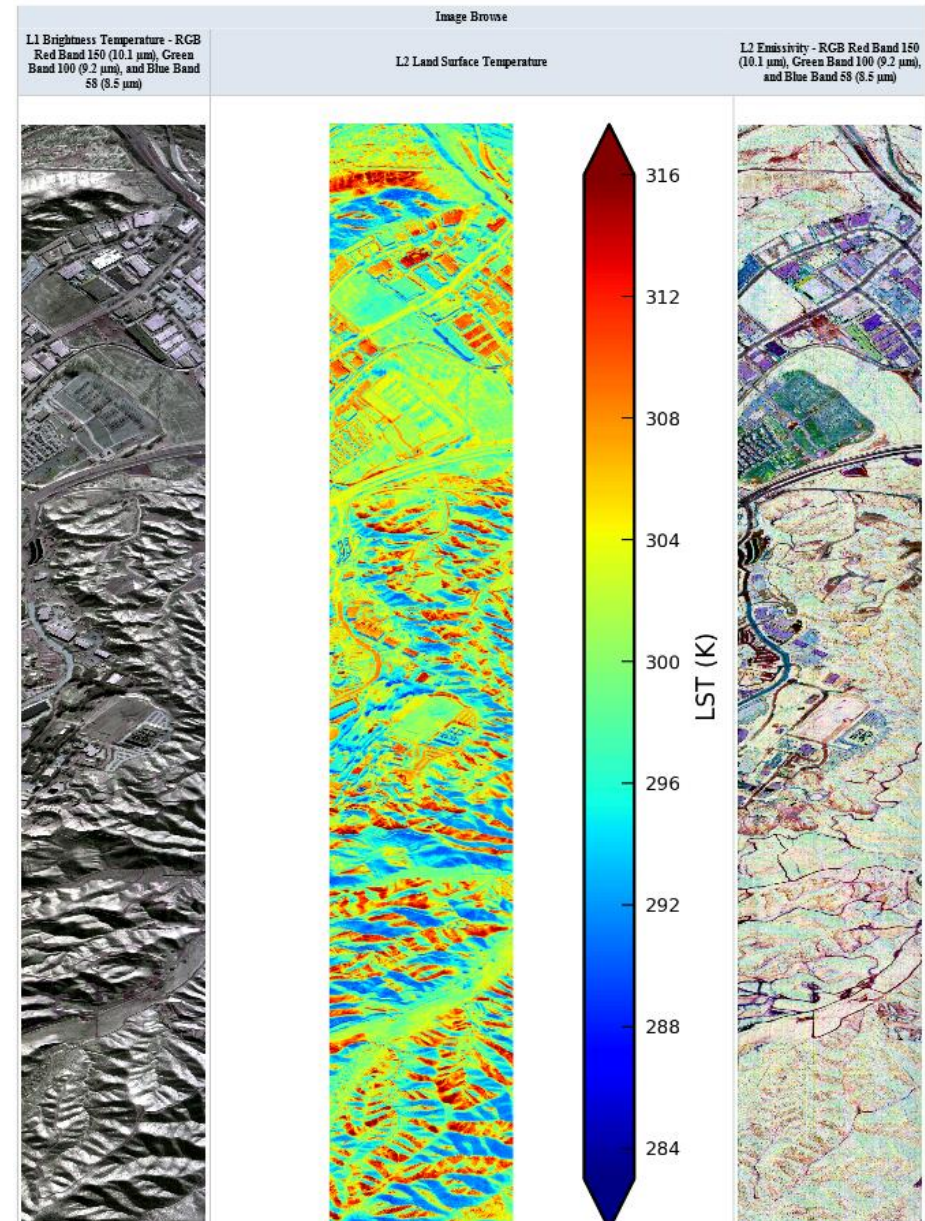 Image Browse
L1 Brightness Temperature - RGB
Red Band 150 (10.1 μm), Green
Band 100 (9.2 μm), and Blue Band
58 (8.5 μm)
L2 Land Surface Temperature
L2 Emissivity - RGB Red Band 150
(10.1 μm), Green Band 100 (9.2 μm),
and Blue Band 58 (8.5 μm)
316
312
308
304
300
296
292
288
284
LST (K)